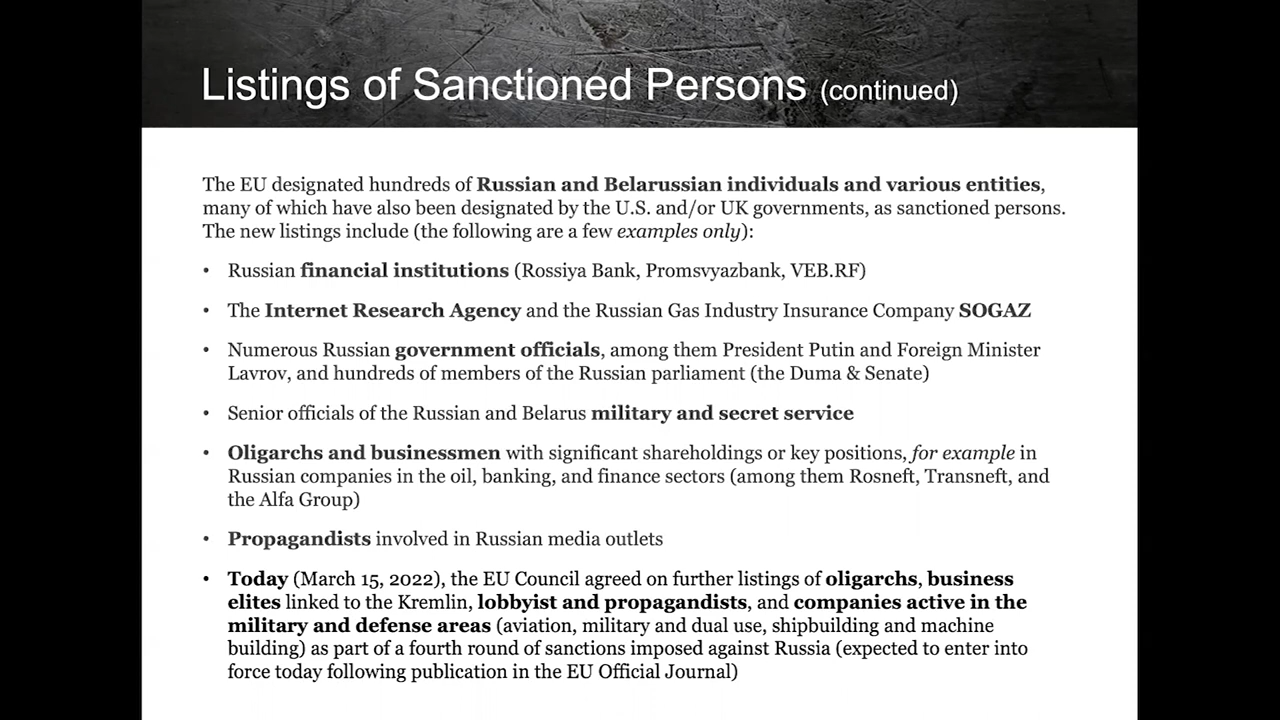 Listings of Sanctioned Persons (continued)
The EU designated hundreds of Russian and Belarussian individuals and various entities,
many of which have also been designated by the U.S. and/or UK governments, as sanctioned persons.
The new listings include (the following are a few examples only):
• Russian financial institutions (Rossiya Bank, Promsvyazbank, VEB.RF)
• The Internet Research Agency and the Russian Gas Industry Insurance Company SOGAZ
• Numerous Russian government officials, among them President Putin and Foreign Minister
Lavrov, and hundreds of members of the Russian parliament (the Duma & Senate)
• Senior officials of the Russian and Belarus military and secret service
• Oligarchs and businessmen with significant shareholdings or key positions, for example in
Russian companies in the oil, banking, and finance sectors (among them Rosneft, Transneft, and
the Alfa Group)
• Propagandists involved in Russian media outlets
• Today (March 15, 2022), the EU Council agreed on further listings of oligarchs, business
elites linked to the Kremlin, lobbyist and propagandists, and companies active in the
military and defense areas (aviation, military and dual use, shipbuilding and machine
building) as part of a fourth round of sanctions imposed against Russia (expected to enter into
force today following publication in the EU Official Journal)